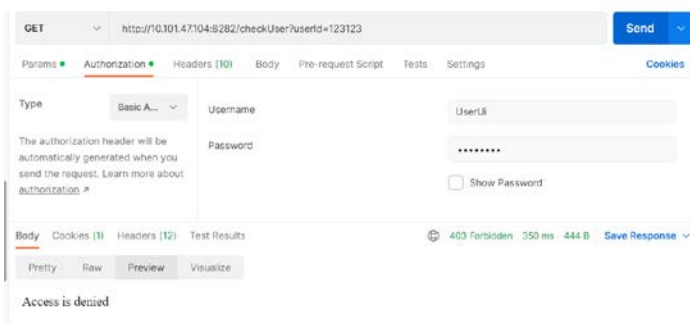 GET http://10.101.47.104:8282/checkUser?userId=123123 Send
Params Authorization Headers (10) Body Pre-request Script Tests Settings Cookies
Type Basic A... Username UserUi
The authorization header will be
automatically generated when you
send the request. Learn more about
authorization ↗
Password ••••••••
Show Password
Body Cookies (1) Headers (12) Test Results 403 Forbidden 350 ms 444 B Save Response
Pretty Raw Preview Visualize
Access is denied